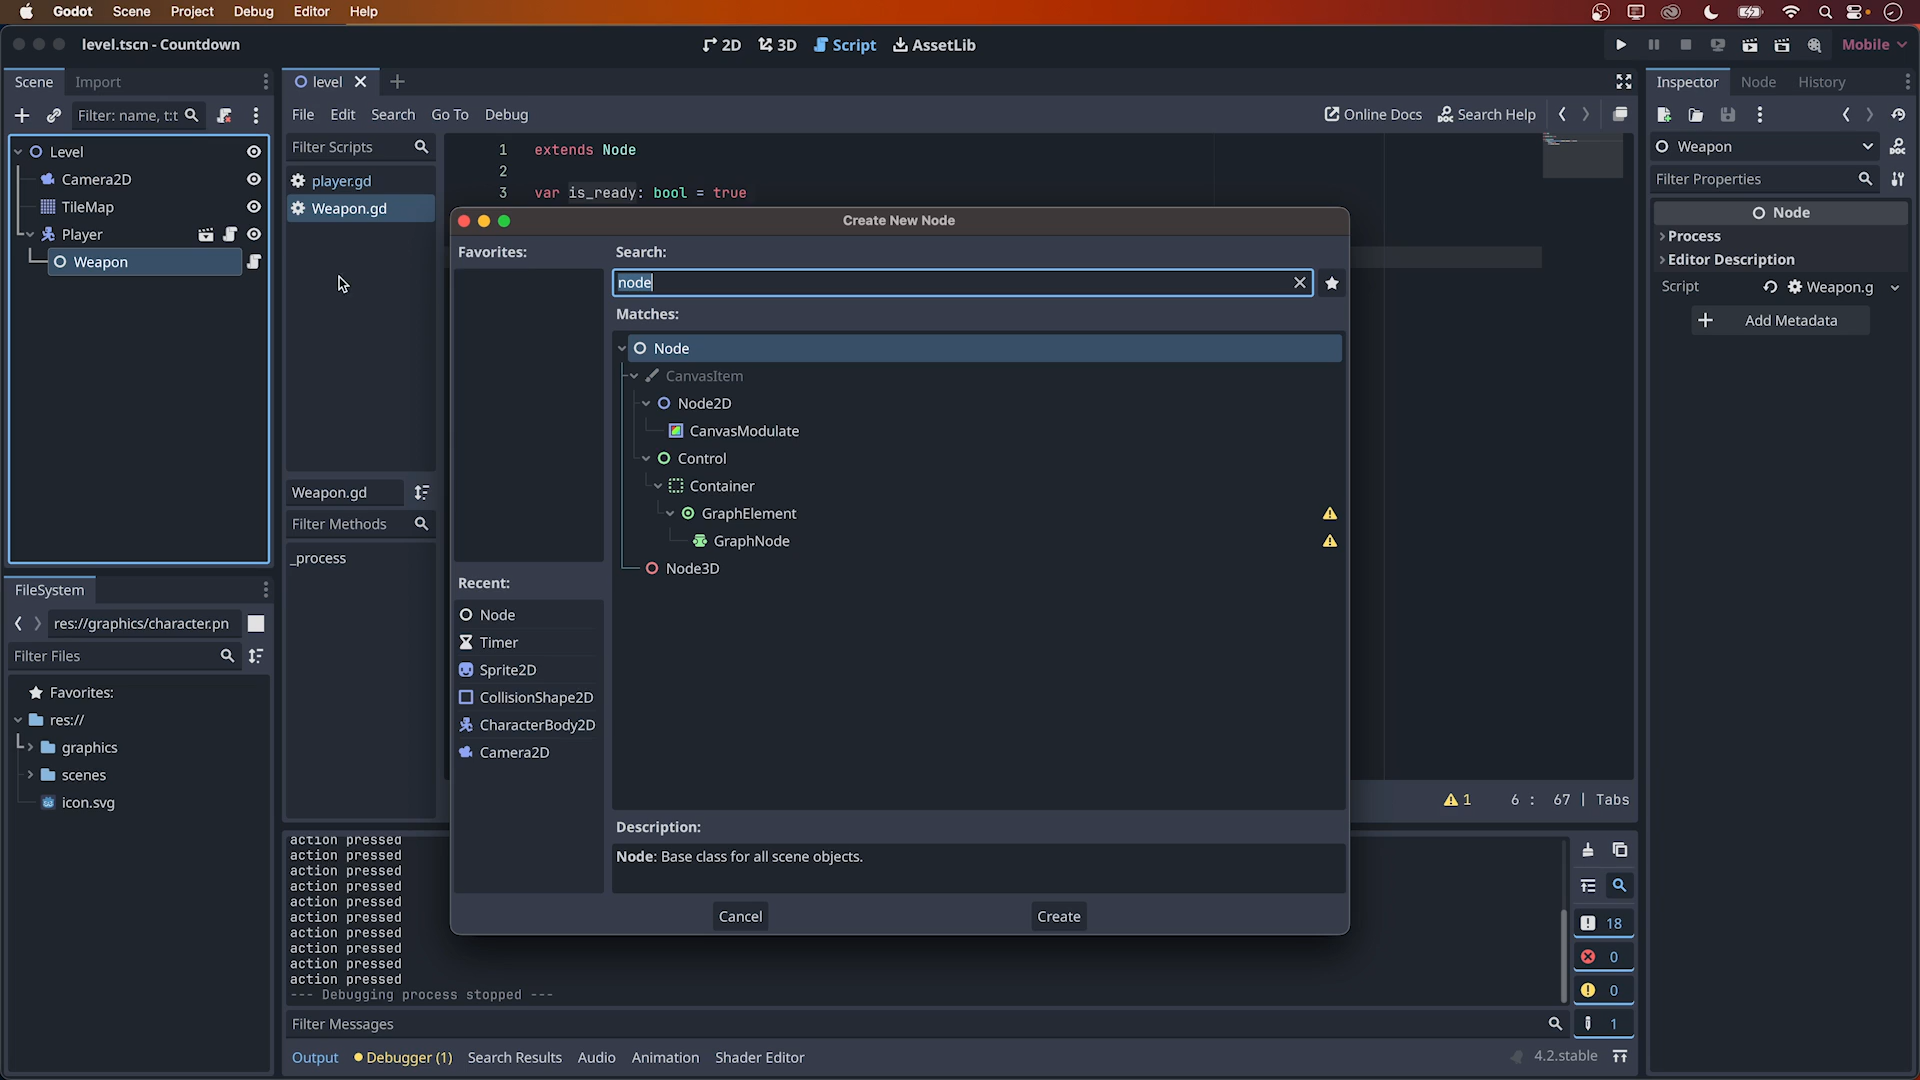 Godot Scene Project Debug Editor Help
level.tscn - Countdown
2D 3D Script AssetLib
Mobile
Scene Import
Filter: name, t:t
Level
Camera2D
TileMap
Player
Weapon
FileSystem
res://graphics/character.pn
Filter Files
Favorites:
res://
graphics
scenes
icon.svg
level
File Edit Search Go To Debug
Online Docs Search Help
Filter Scripts
player.gd
Weapon.gd
Weapon.gd
Filter Methods
_process
1 extends Node
2
3 var is_ready: bool = true
Create New Node
Favorites:
Recent:
Node
Timer
Sprite2D
CollisionShape2D
CharacterBody2D
Camera2D
Search:
node
Matches:
Node
CanvasItem
Node2D
CanvasModulate
Control
Container
GraphElement
GraphNode
Node3D
Description:
Node: Base class for all scene objects.
Cancel Create
1 6 : 67 | Tabs
action pressed
action pressed
action pressed
action pressed
action pressed
action pressed
action pressed
action pressed
action pressed
action pressed
--- Debugging process stopped ---
Filter Messages
18
0
0
1
Output Debugger (1) Search Results Audio Animation Shader Editor
4.2.stable
Inspector Node History
Weapon
Filter Properties
Node
Process
Editor Description
Script Weapon.g
Add Metadata